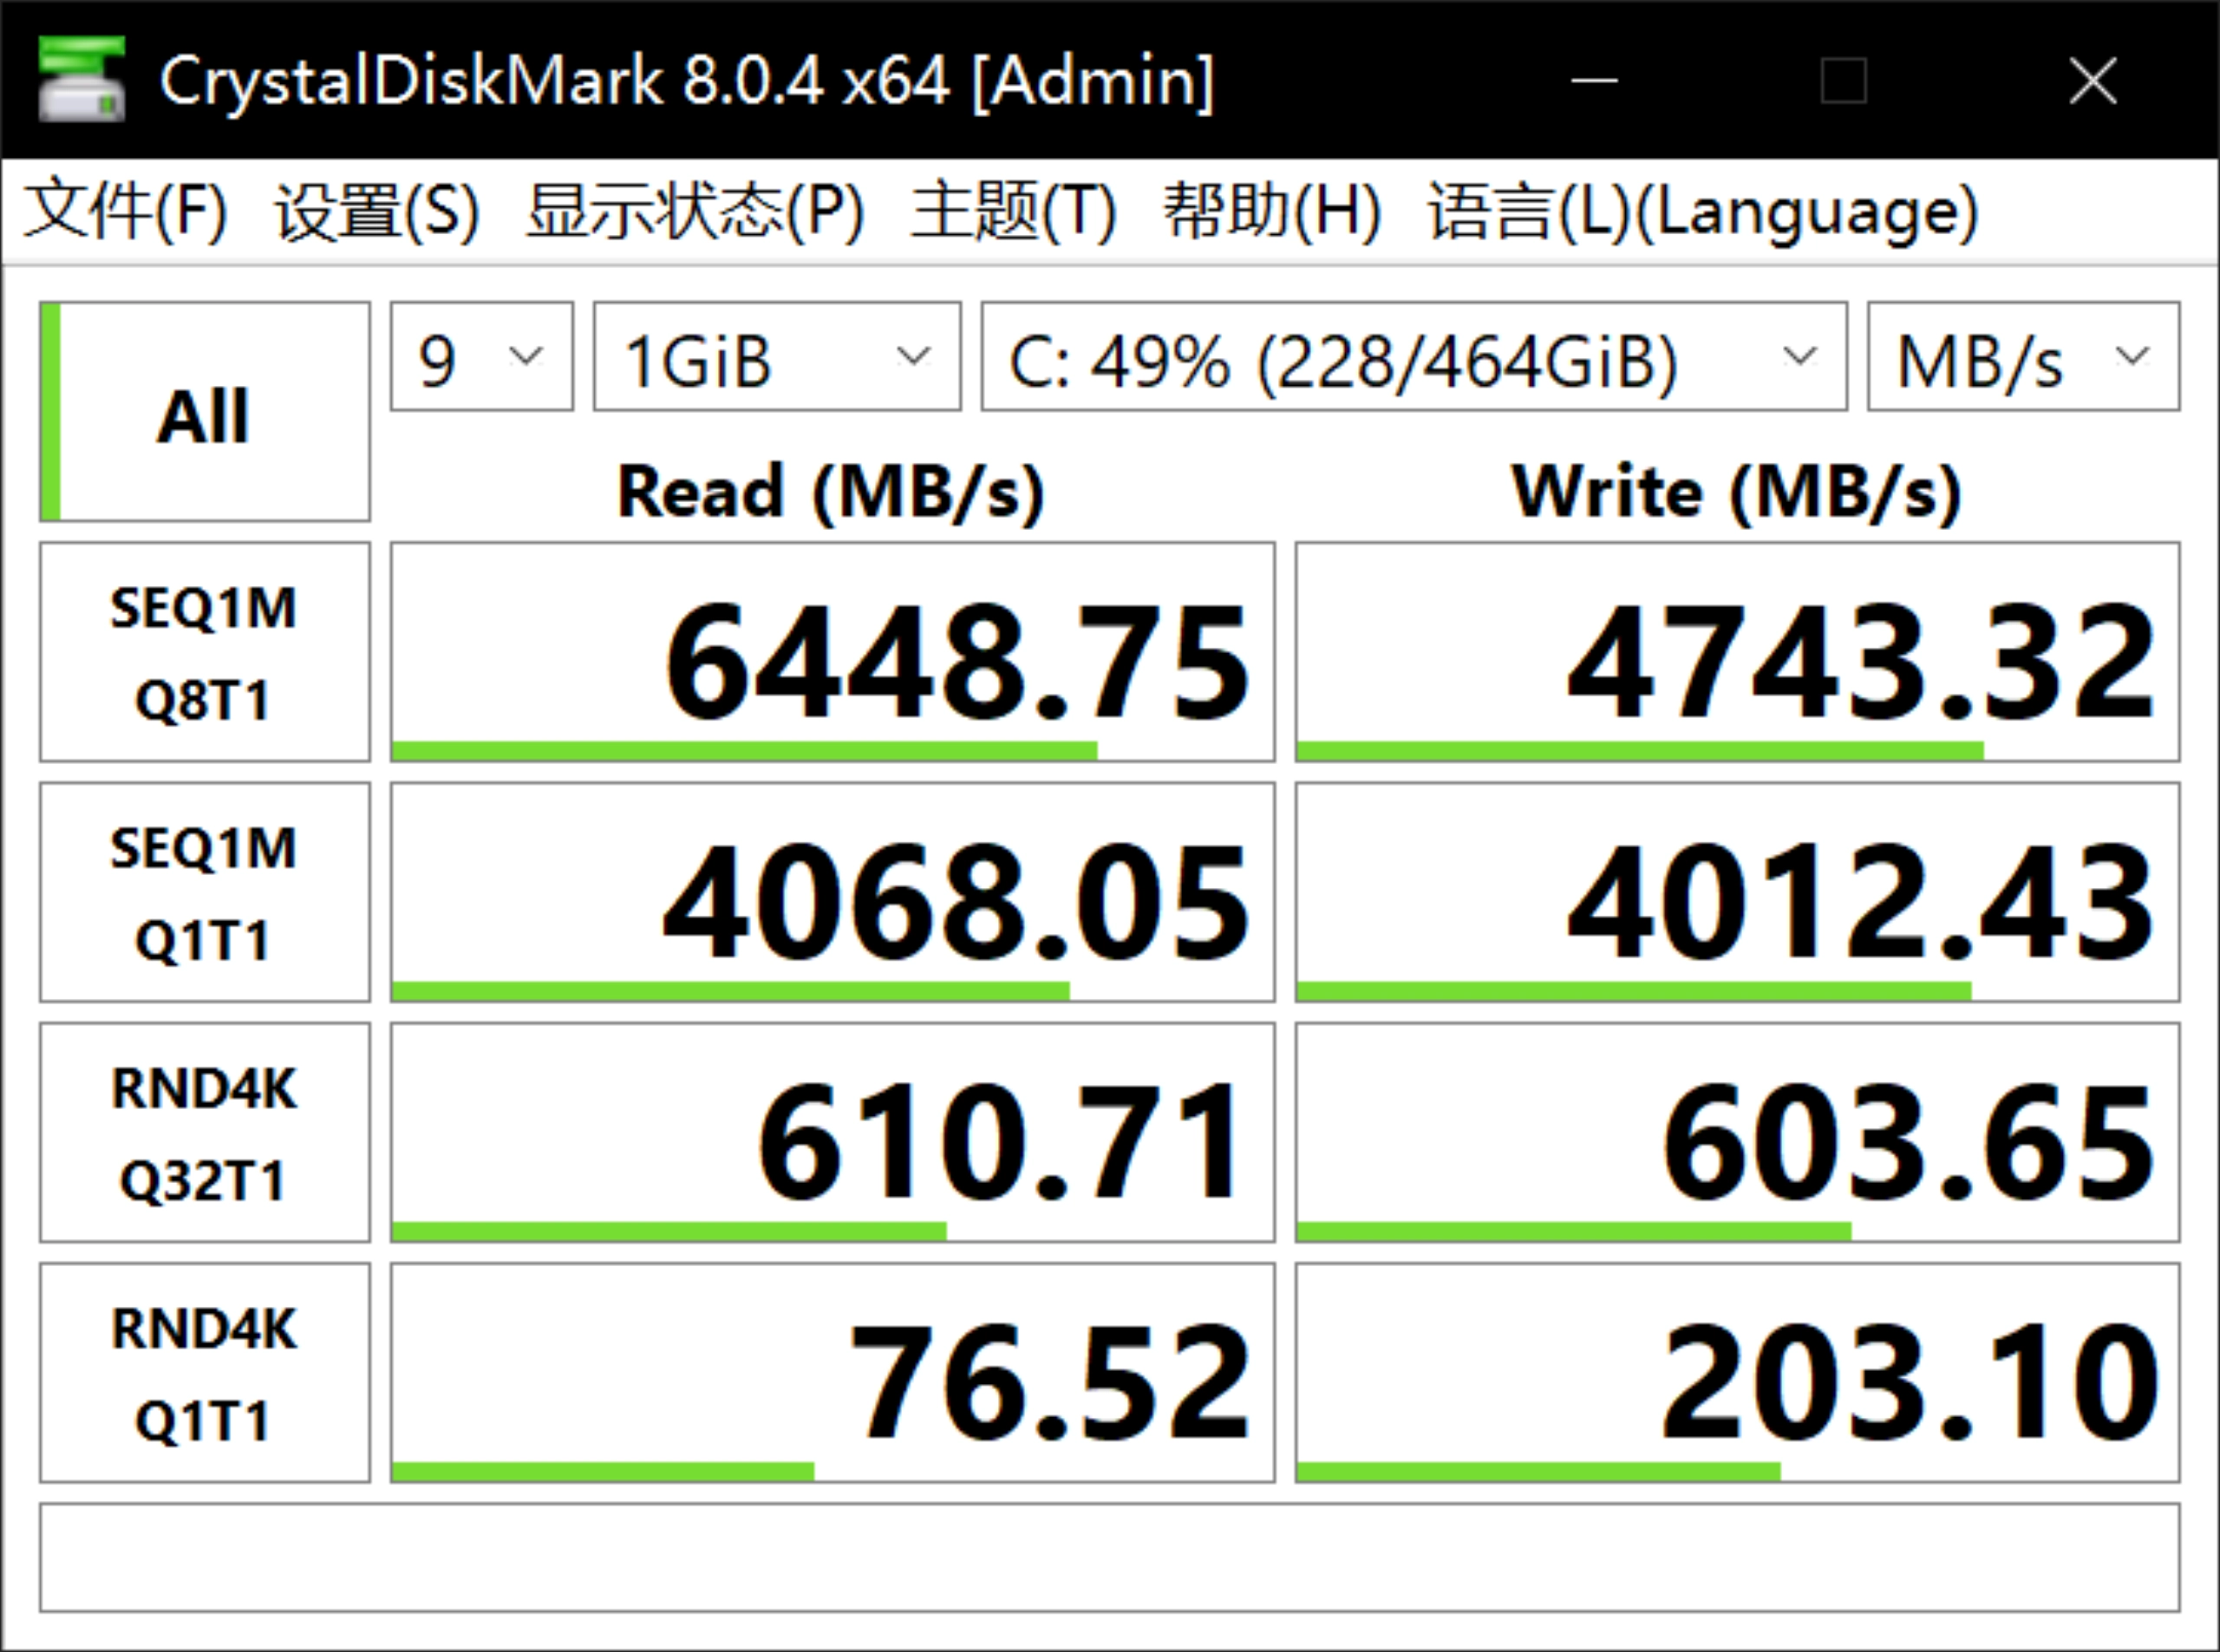 CrystalDiskMark 8.0.4 x64 [Admin]
文件(F) 设置(S) 显示状态(P) 主题(T) 帮助(H) 语言(L)(Language)
All
9 1GiB C: 49% (228/464GiB) MB/s
Read (MB/s) Write (MB/s)
SEQ1M
Q8T1
6448.75 4743.32
SEQ1M
Q1T1
4068.05 4012.43
RND4K
Q32T1
610.71 603.65
RND4K
Q1T1
76.52 203.10